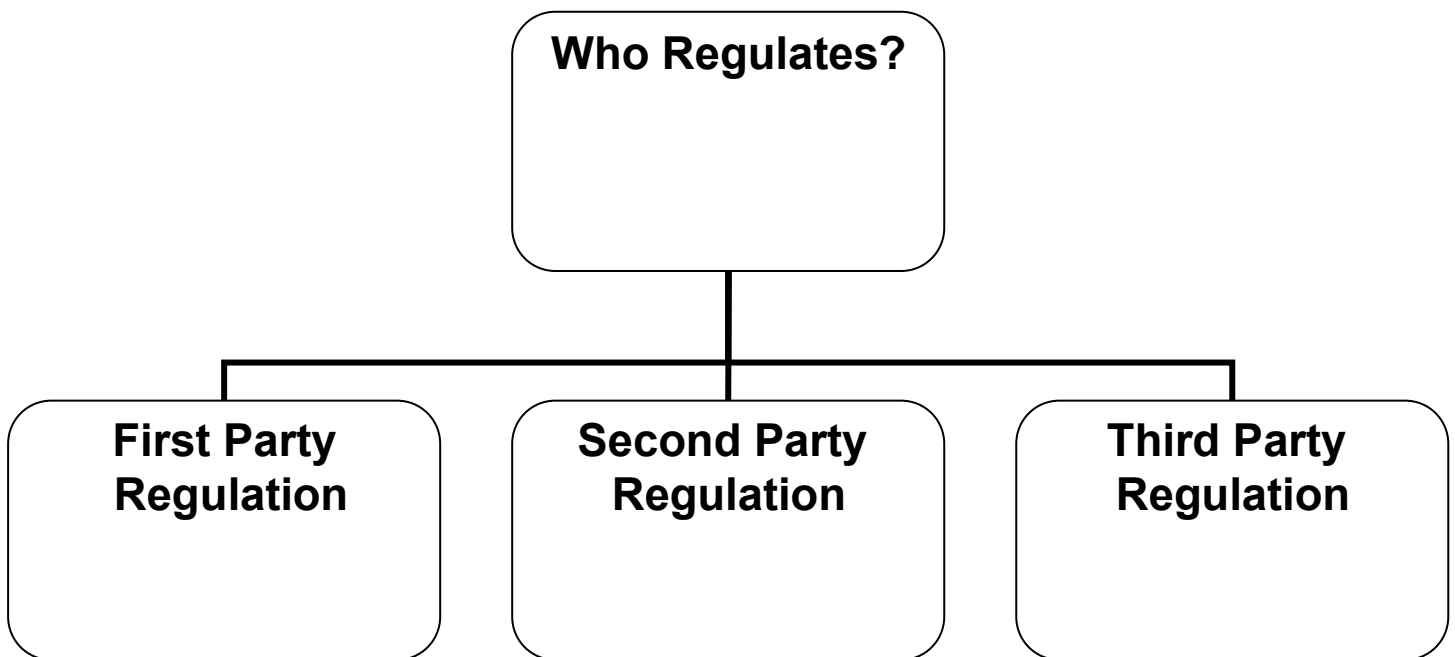 Who Regulates?
First Party
Regulation
Second Party
Regulation
Third Party
Regulation